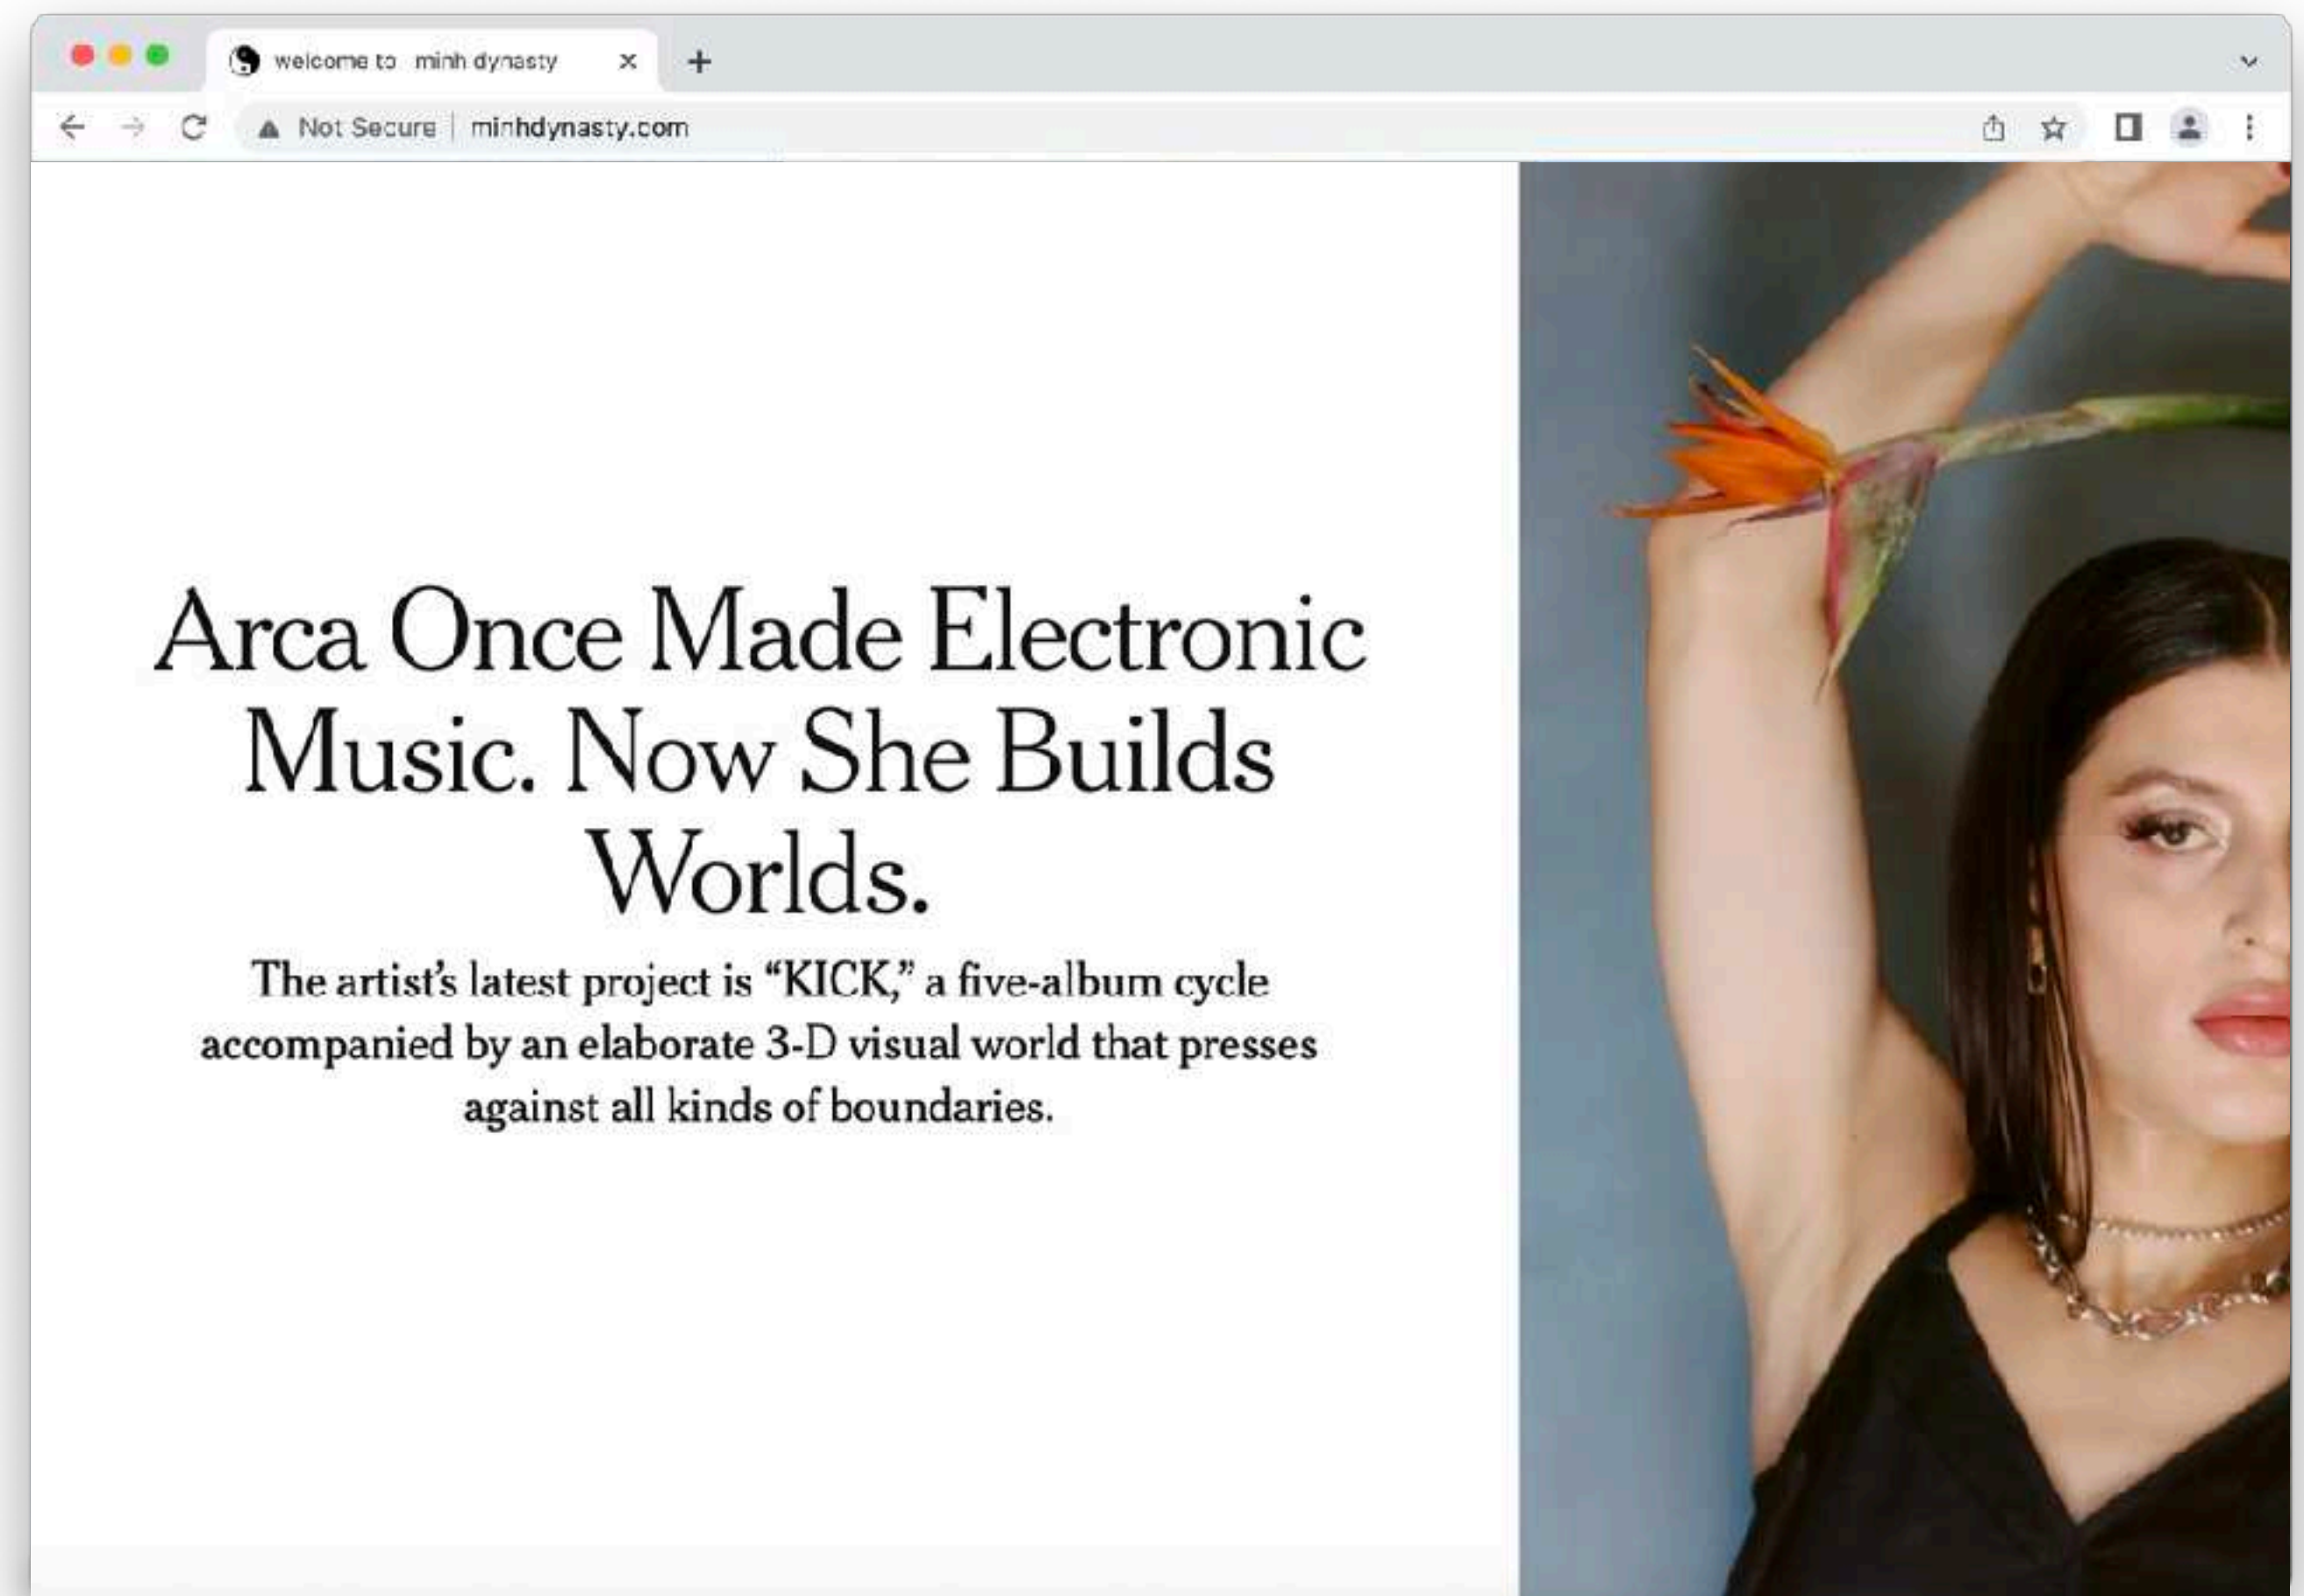 welcome to minh dynasty
Not Secure minhdynasty.com
Arca Once Made Electronic
Music. Now She Builds
Worlds.
The artist’s latest project is “KICK,” a five-album cycle
accompanied by an elaborate 3-D visual world that presses
against all kinds of boundaries.